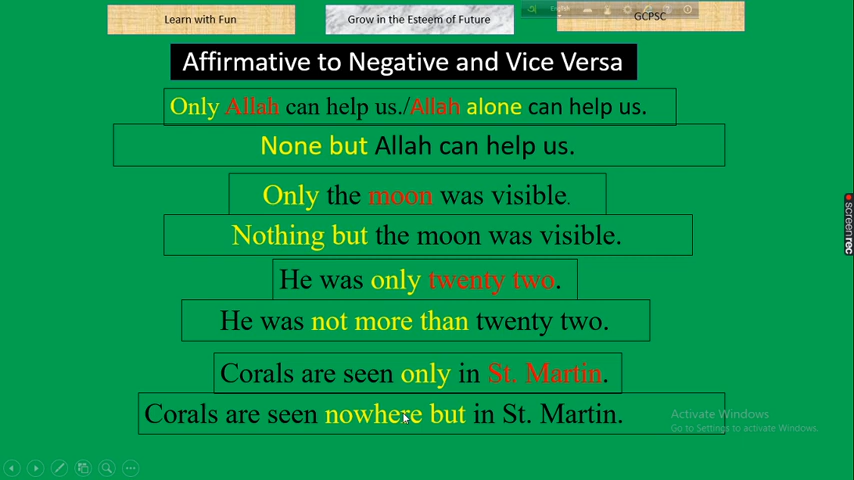 Learn with Fun
Grow in the Esteem of Future
GCPSC
Affirmative to Negative and Vice Versa
Only Allah can help us./Allah alone can help us.
None but Allah can help us.
Only the moon was visible.
Nothing but the moon was visible.
He was only twenty two.
He was not more than twenty two.
Corals are seen only in St. Martin.
Corals are seen nowhere but in St. Martin.
Activate Windows
Go to Settings to activate Windows.
screenrec